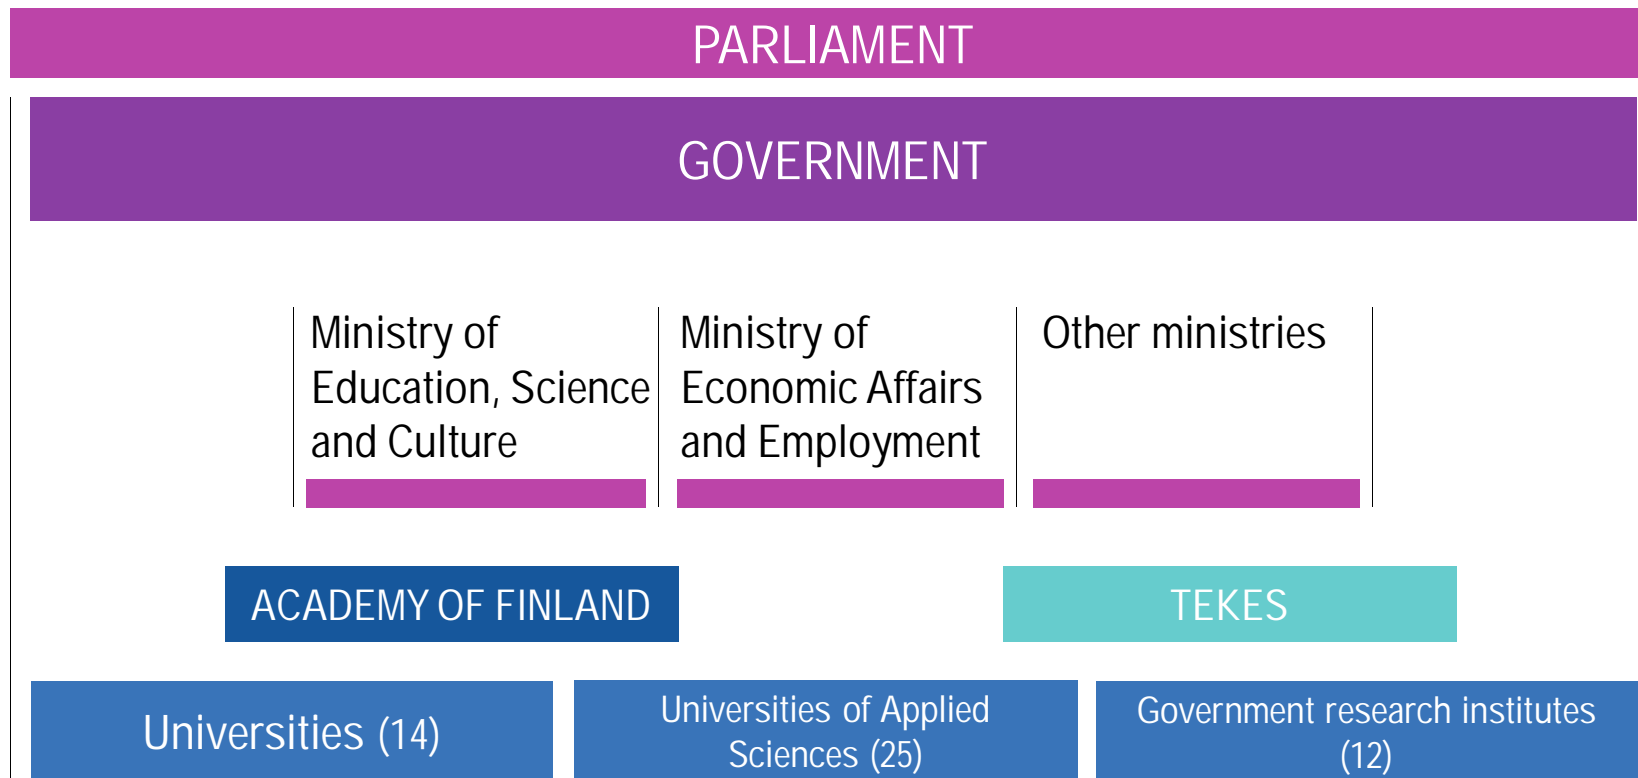 PARLIAMENT
GOVERNMENT
Ministry of
Education, Science
and Culture
Ministry of
Economic Affairs
and Employment
Other ministries
ACADEMY OF FINLAND
TEKES
Universities (14)
Universities of Applied
Sciences (25)
Government research institutes
(12)